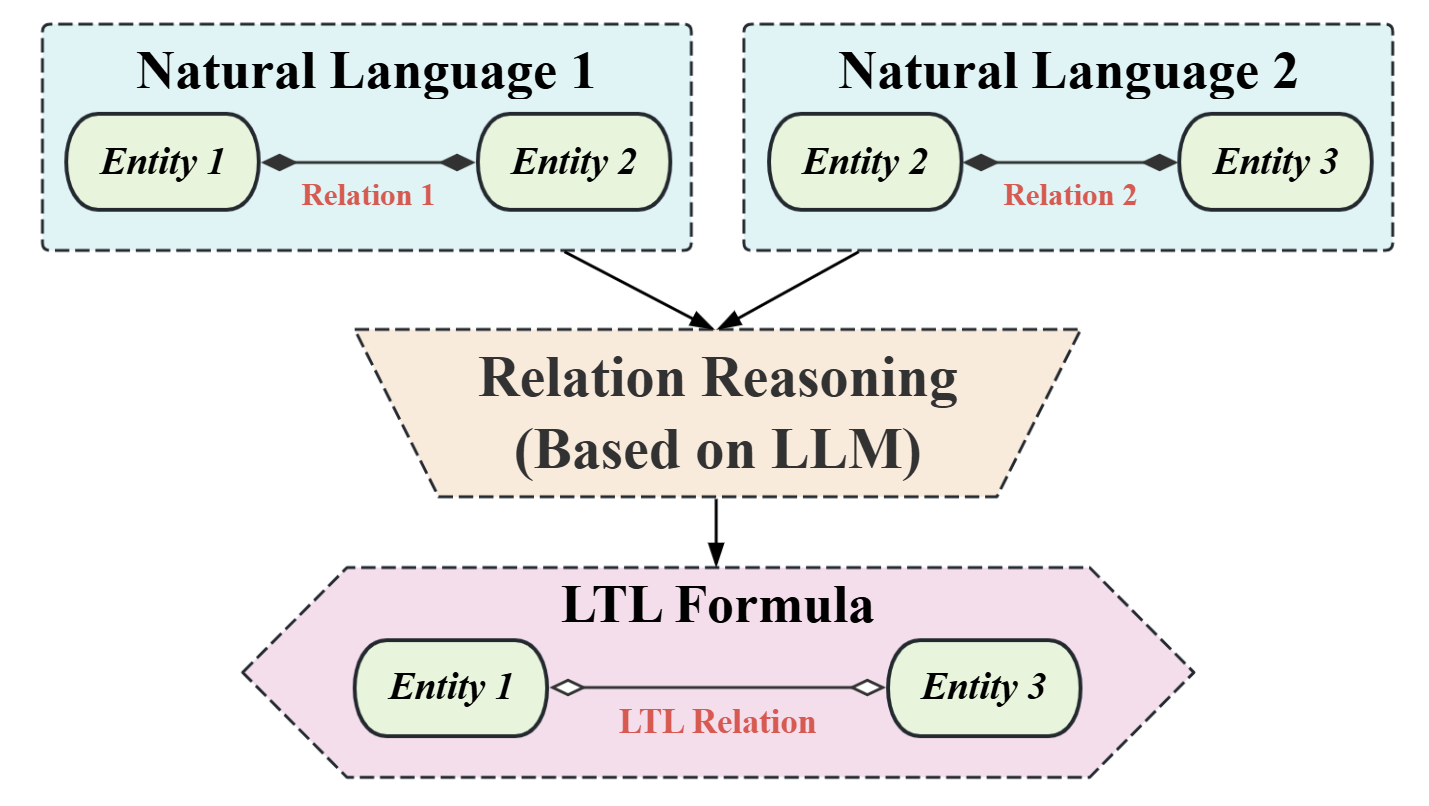 Natural Language 1
Entity 1
Entity 2
Relation 1
Natural Language 2
Entity 2
Entity 3
Relation 2
Relation Reasoning
(Based on LLM)
LTL Formula
Entity 1
Entity 3
LTL Relation